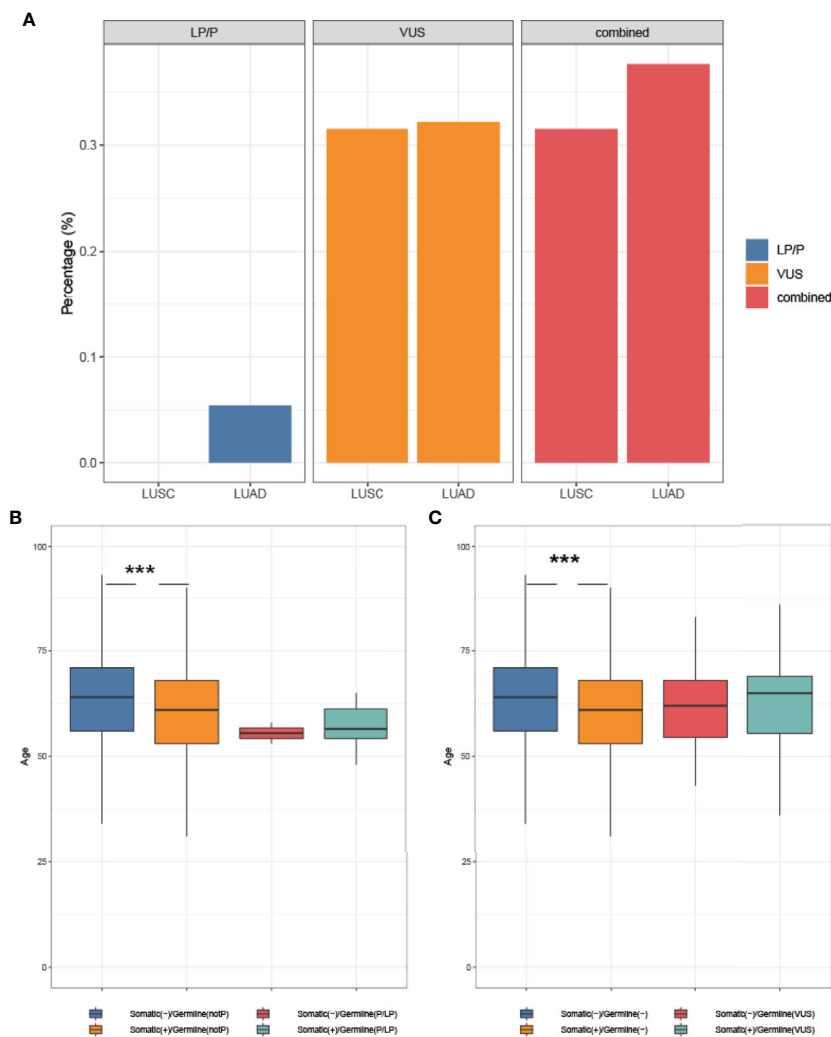 A
LP/P VUS combined
Percentage (%)
0.3
0.2
0.1
0.0
LUSC LUAD LUSC LUAD LUSC LUAD
LP/P
VUS
combined
B
***
Age
100
75
50
25
0
Somatic(−)/Germline(notP) Somatic(−)/Germline(P/LP)
Somatic(+)/Germline(notP) Somatic(+)/Germline(P/LP)
C
***
Age
100
75
50
25
0
Somatic(−)/Germline(−) Somatic(−)/Germline(VUS)
Somatic(+)/Germline(−) Somatic(+)/Germline(VUS)